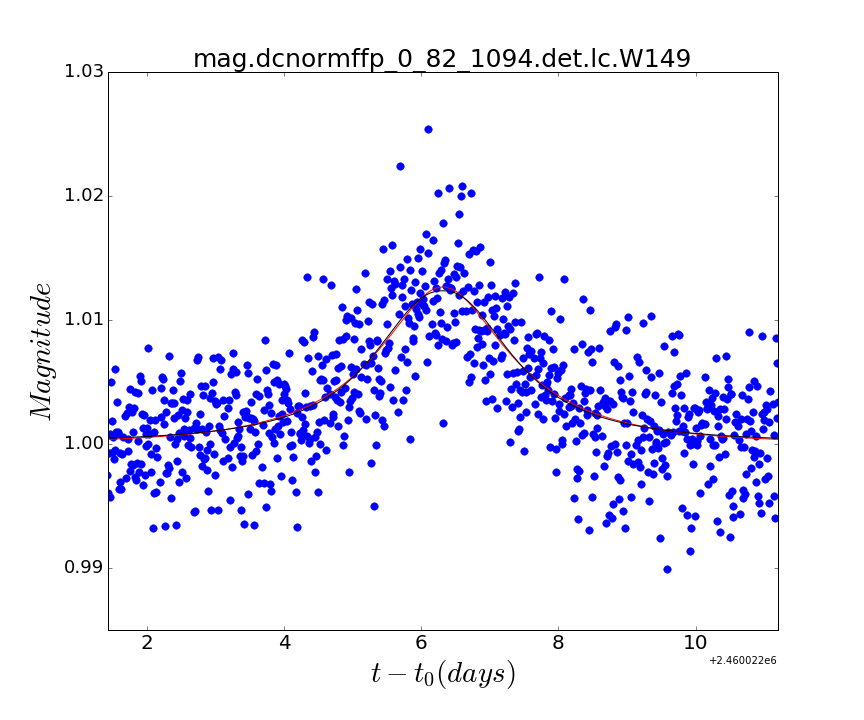 mag.dcnormffp_0_82_1094.det.lc.W149
1.03
1.02
1.01
1.00
0.99
Magnitude
2 4 6 8 10
+2.460022e6
t − t₀(days)